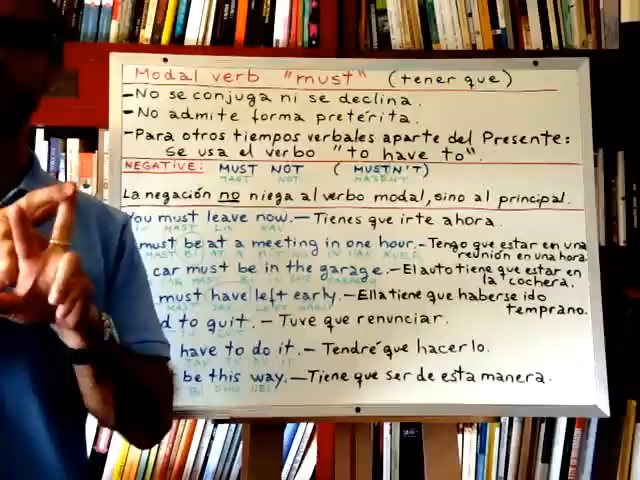 Modal verb "must" (tener que)
-No se conjuga ni se declina.
-No admite forma preterita.
-Para otros tiempos verbales aparte del Presente:
se usa el verbo "to have to".
NEGATIVE: MUST NOT (MUSTN'T)
MAST NOT
La negación no niega al verbo modal, sino al principal.
You must leave now.-Tienes que irte ahora.
must be at a meeting in one hour.-Tengo que estar en una
reunión en una hora.
car must be in the garage.-El auto tiene que estar en
la cochera.
must have left early.-Ella tiene que haberse ido
temprano.
d to quit.-Tuve que renunciar.
have to do it.-Tendré que hacerlo.
be this way.-Tiene que ser de esta manera.